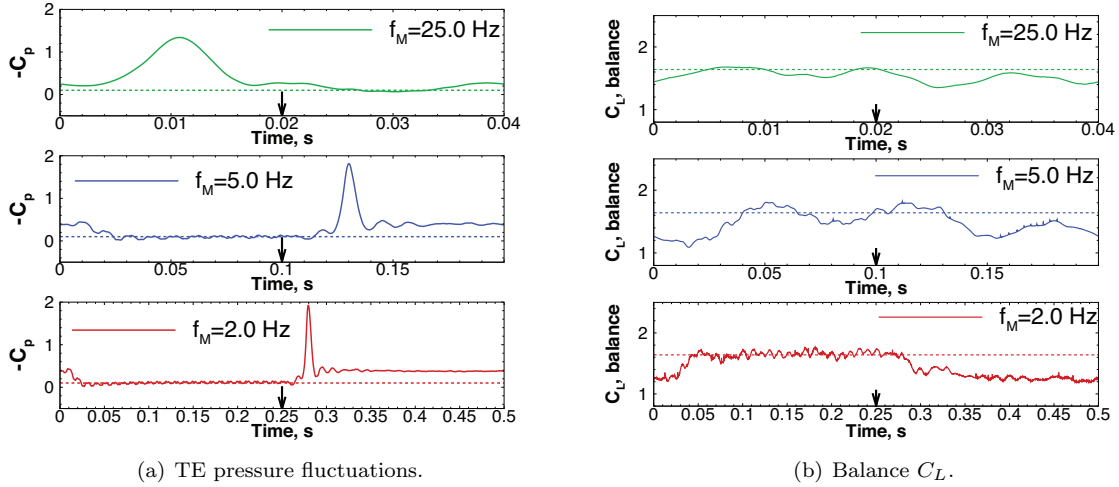 -Cp
2
1
0
fM=25.0 Hz
0 0.01 0.02 0.03 0.04
Time, s
-Cp
2
1
0
fM=5.0 Hz
0 0.05 0.1 0.15
Time, s
-Cp
2
1
0
fM=2.0 Hz
0 0.05 0.1 0.15 0.2 0.25 0.3 0.35 0.4 0.45 0.5
Time, s
(a) TE pressure fluctuations.
CL, balance
2
1
fM=25.0 Hz
0 0.01 0.02 0.03 0.04
Time, s
CL, balance
2
1
fM=5.0 Hz
0 0.05 0.1 0.15
Time, s
CL, balance
2
1
fM=2.0 Hz
0 0.05 0.1 0.15 0.2 0.25 0.3 0.35 0.4 0.45 0.5
Time, s
(b) Balance CL.